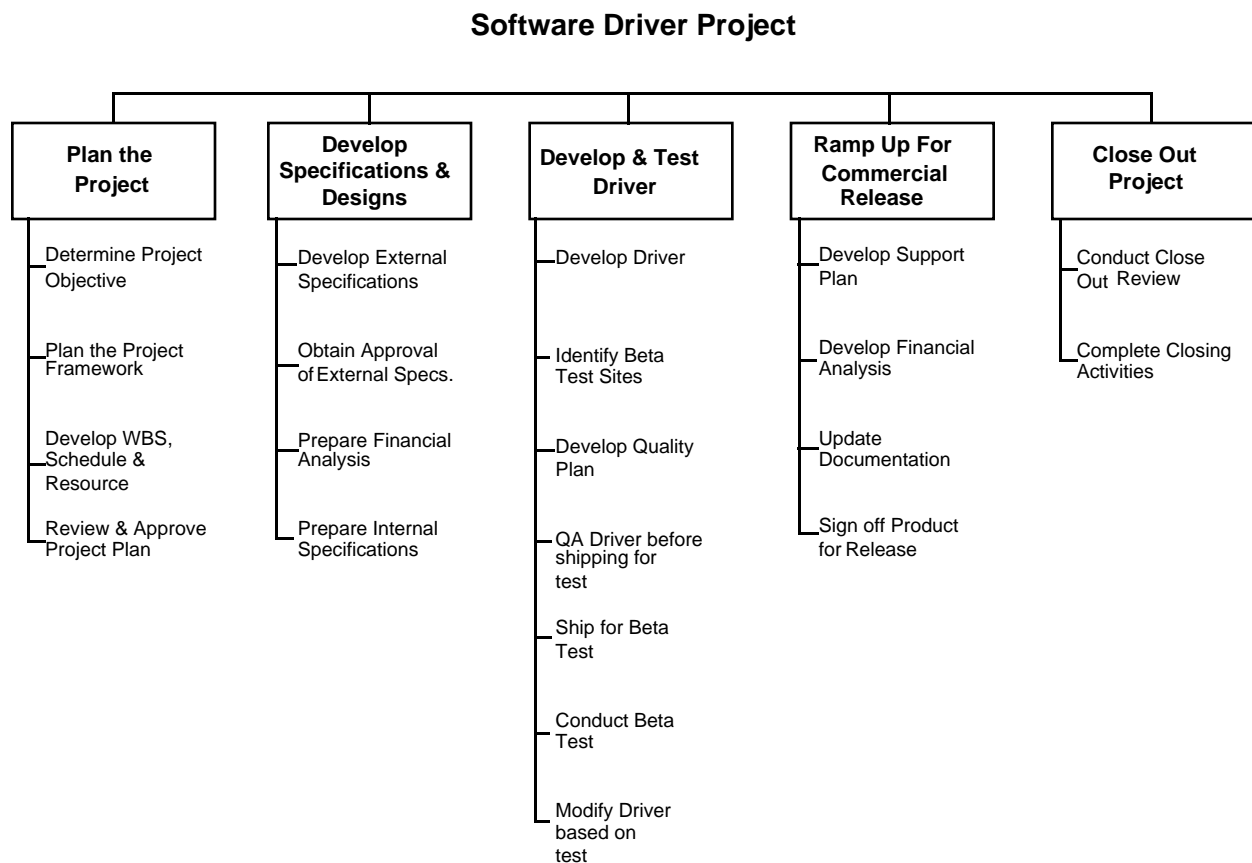 Software Driver Project
Plan the
Project
Determine Project
Objective
Plan the Project
Framework
Develop WBS,
Schedule &
Resource
Review & Approve
Project Plan
Develop
Specifications &
Designs
Develop External
Specifications
Obtain Approval
of External Specs.
Prepare Financial
Analysis
Prepare Internal
Specifications
Develop & Test
Driver
Develop Driver
Identify Beta
Test Sites
Develop Quality
Plan
QA Driver before
shipping for
test
Ship for Beta
Test
Conduct Beta
Test
Modify Driver
based on
test
Ramp Up For
Commercial
Release
Develop Support
Plan
Develop Financial
Analysis
Update
Documentation
Sign off Product
for Release
Close Out
Project
Conduct Close
Out Review
Complete Closing
Activities